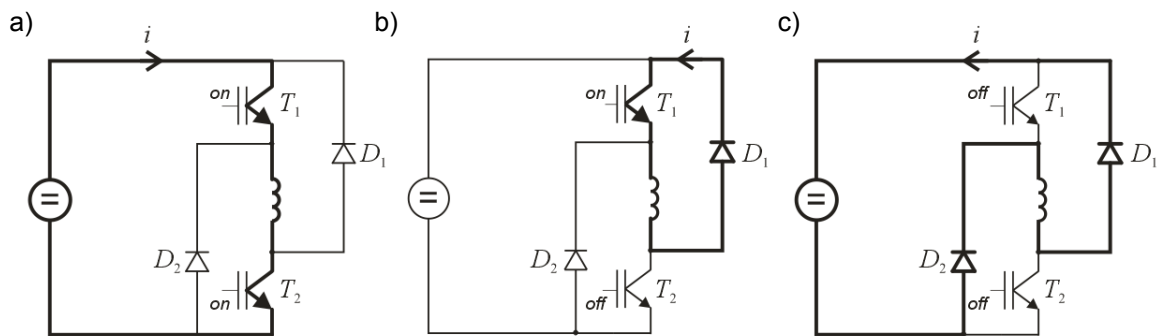 a)
i
on
T1
D1
=
D2
on
T2
b)
i
on
T1
D1
=
D2
off
T2
c)
i
off
T1
D1
=
D2
off
T2